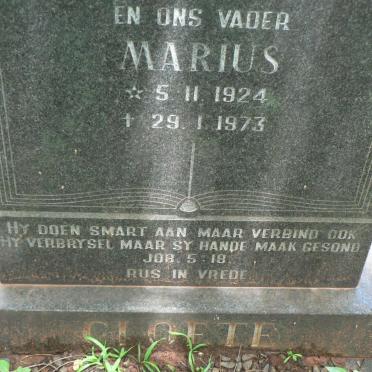 EN ONS VADER
MARIUS
☆ 5. 11. 1924
† 29. 1. 1973
HY DOEN SMART AAN MAAR VERBIND OOK
HY VERBRYSEL MAAR SY HANDE MAAK GESOND
JOB. 5:18.
RUS IN VREDE
CLOETE